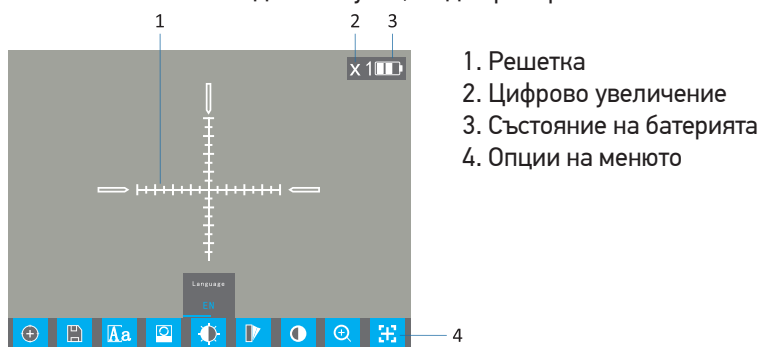 1 2 3
x 1
1. Решетка
2. Цифрово увеличение
3. Състояние на батерията
4. Опции на менюто
Language
EN
Aa
4